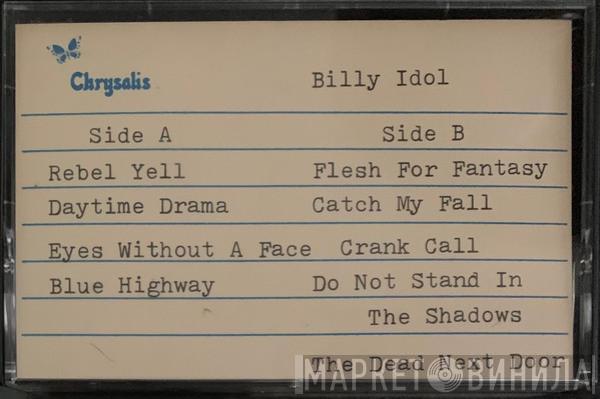 Chrysalis
Billy Idol
Side A
Side B
Rebel Yell
Flesh For Fantasy
Daytime Drama
Catch My Fall
Eyes Without A Face
Crank Call
Blue Highway
Do Not Stand In
The Shadows
The Dead Next Door
МАРКЕТ ВИНИЛА